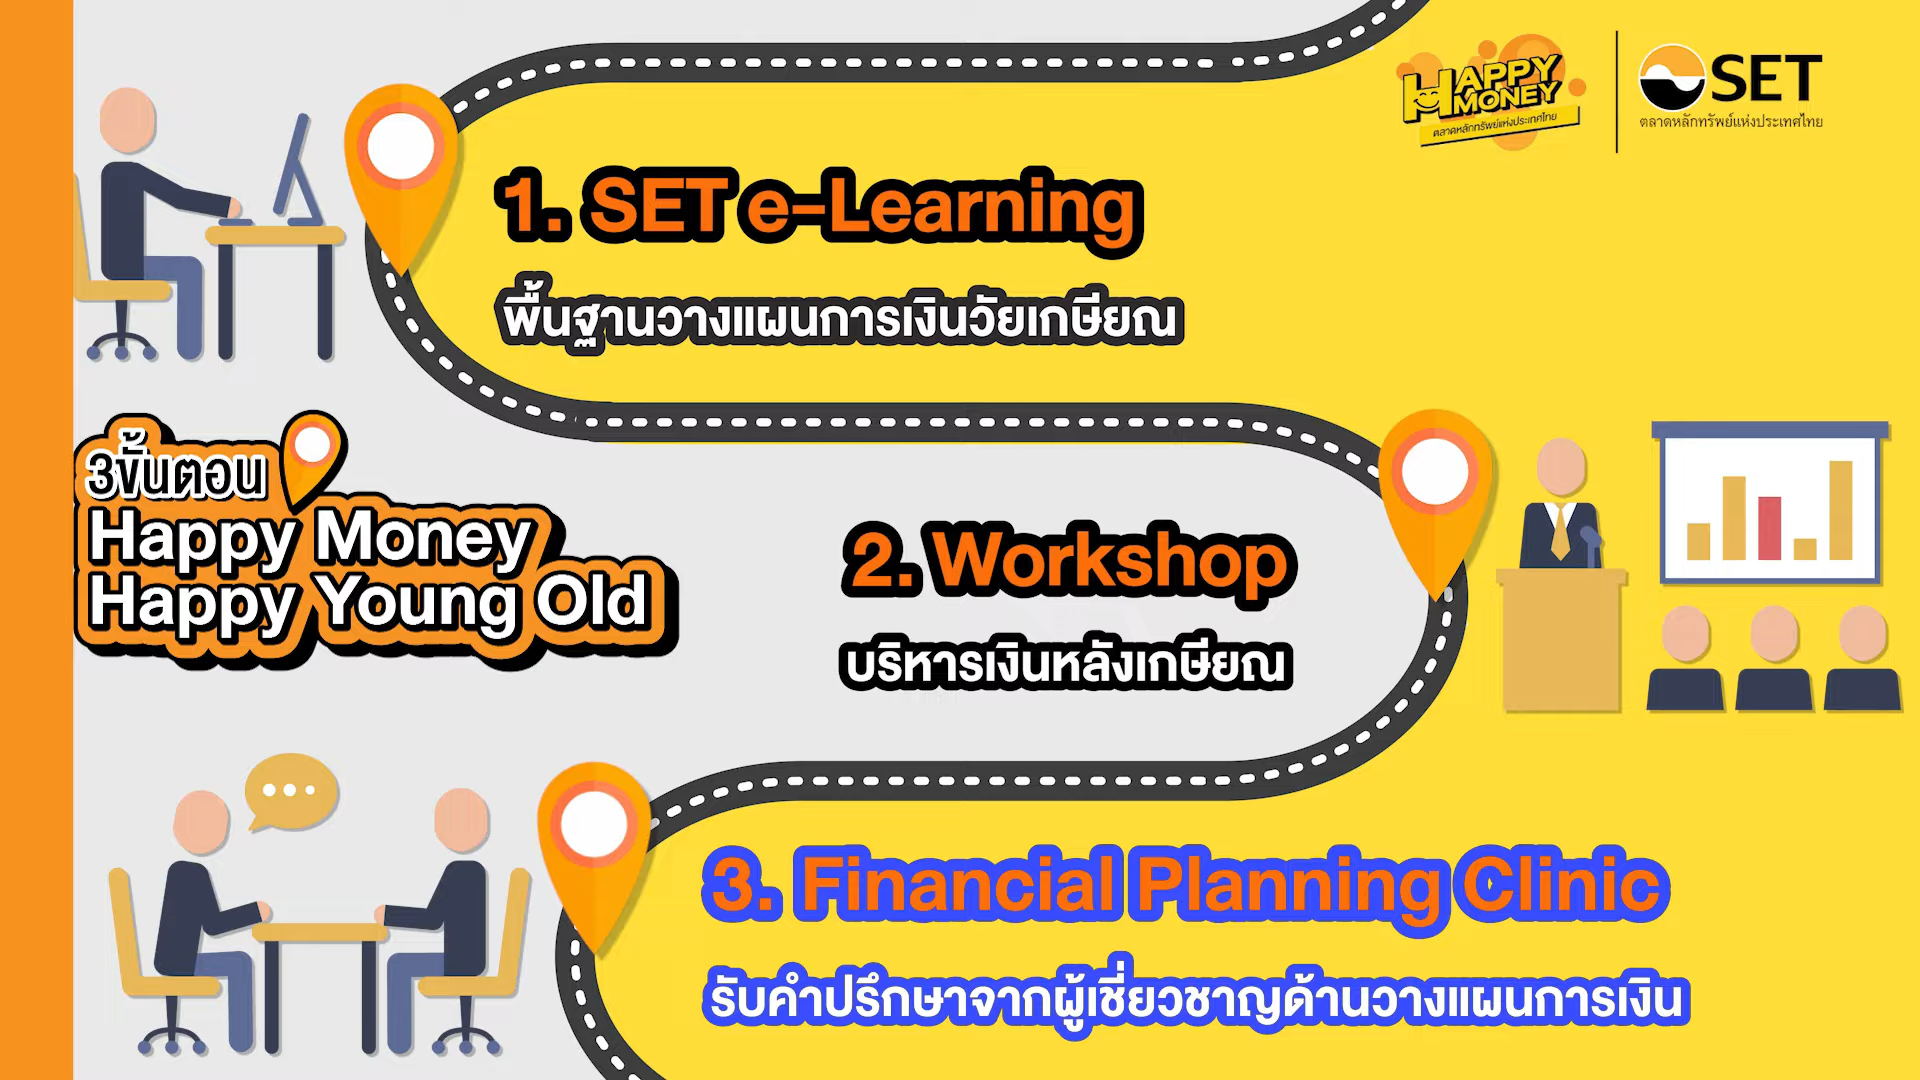 HAPPY
MONEY
ตลาดหลักทรัพย์แห่งประเทศไทย
SET
ตลาดหลักทรัพย์แห่งประเทศไทย
1. SET e-Learning
พื้นฐานวางแผนการเงินวัยเกษียณ
3ขั้นตอน
Happy Money
Happy Young Old
2. Workshop
บริหารเงินหลังเกษียณ
3. Financial Planning Clinic
รับคำปรึกษาจากผู้เชี่ยวชาญด้านวางแผนการเงิน